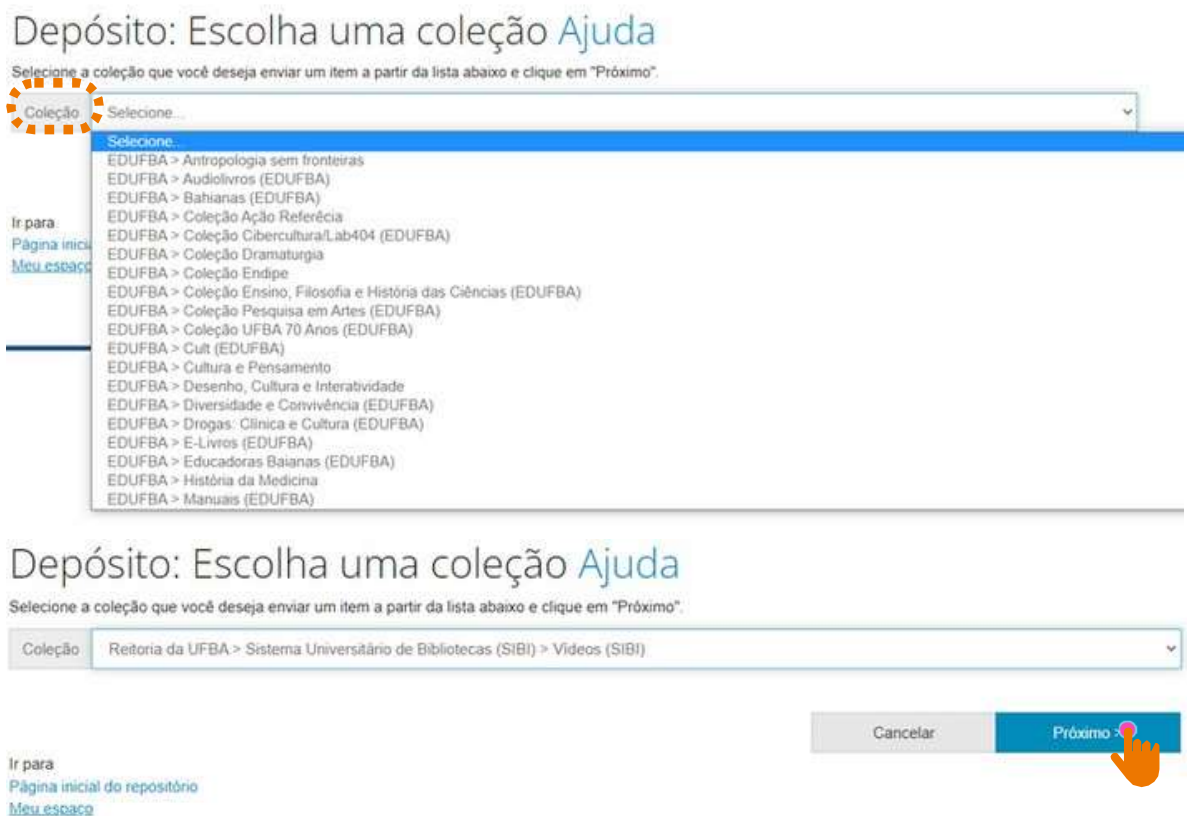 Depósito: Escolha uma coleção Ajuda
Selecione a coleção que você deseja enviar um item a partir da lista abaixo e clique em "Próximo".
Coleção Selecione...
Selecione...
EDUFBA > Antropologia sem fronteiras
EDUFBA > Audiolivros (EDUFBA)
EDUFBA > Bahianas (EDUFBA)
EDUFBA > Coleção Ação Referêcia
EDUFBA > Coleção Cibercultura/Lab404 (EDUFBA)
EDUFBA > Coleção Dramaturgia
EDUFBA > Coleção Endipe
EDUFBA > Coleção Ensino, Filosofia e História das Ciências (EDUFBA)
EDUFBA > Coleção Pesquisa em Artes (EDUFBA)
EDUFBA > Coleção UFBA 70 Anos (EDUFBA)
EDUFBA > Cult (EDUFBA)
EDUFBA > Cultura e Pensamento
EDUFBA > Desenho, Cultura e Interatividade
EDUFBA > Diversidade e Convivência (EDUFBA)
EDUFBA > Drogas: Clínica e Cultura (EDUFBA)
EDUFBA > E-Livros (EDUFBA)
EDUFBA > Educadoras Baianas (EDUFBA)
EDUFBA > História da Medicina
EDUFBA > Manuais (EDUFBA)
Ir para
Página inici
Meu espaço
Depósito: Escolha uma coleção Ajuda
Selecione a coleção que você deseja enviar um item a partir da lista abaixo e clique em "Próximo".
Coleção Reitoria da UFBA > Sistema Universitário de Bibliotecas (SIBI) > Vídeos (SIBI)
Cancelar Próximo >
Ir para
Página inicial do repositório
Meu espaço